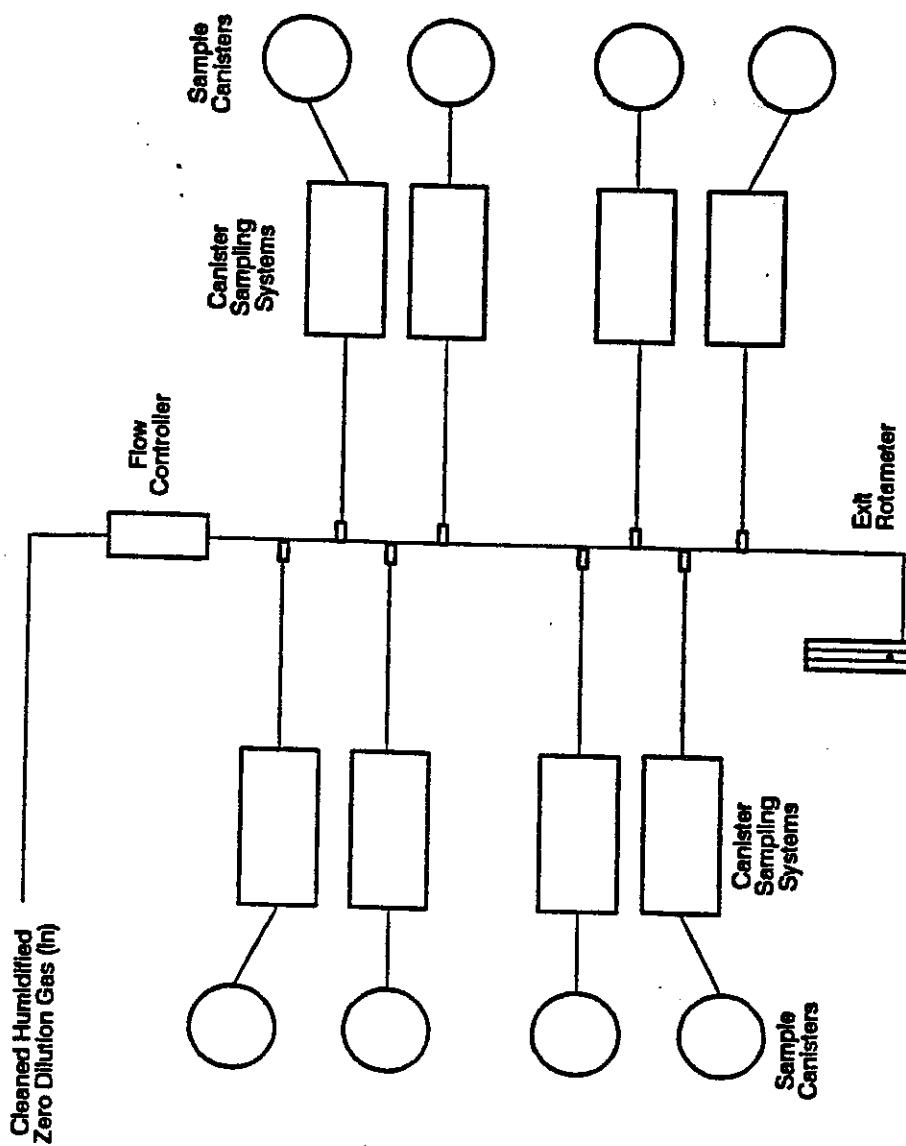 Cleaned Humidified
Zero Dilution Gas (In)
Flow
Controller
Canister
Sampling
Systems
Sample
Canisters
Sample
Canisters
Canister
Sampling
Systems
Exit
Rotameter